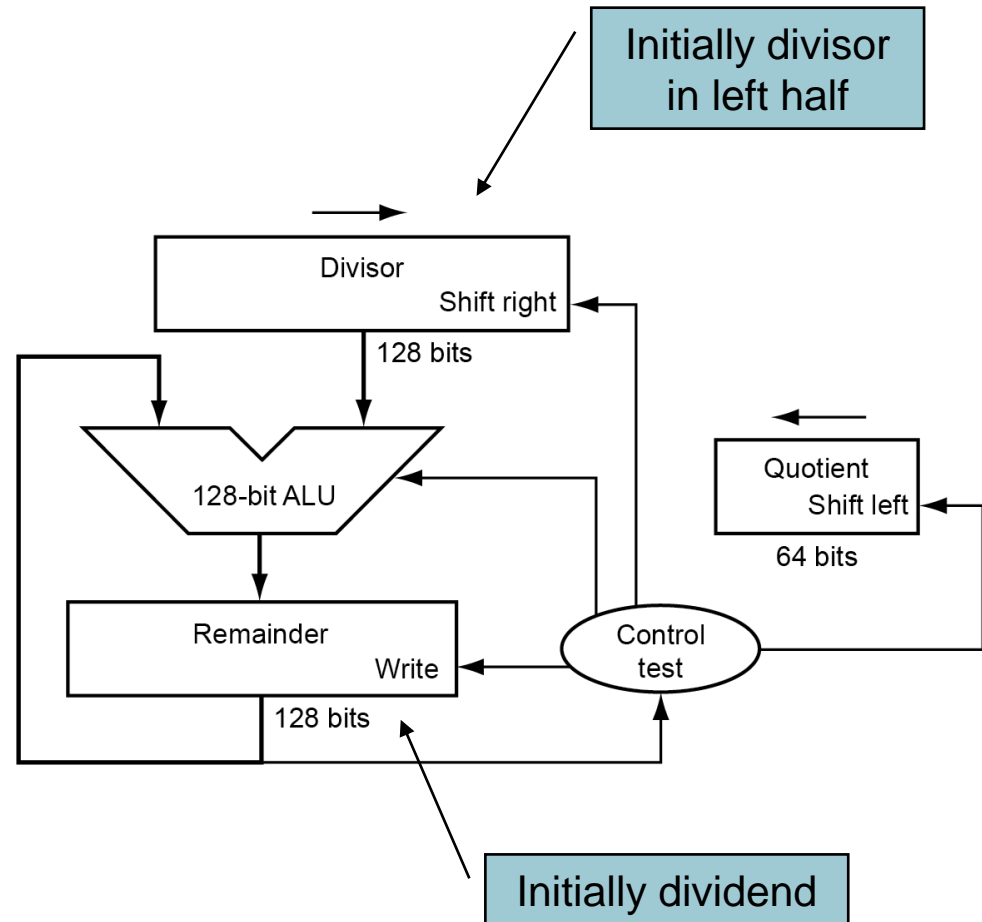 Initially divisor
in left half
Divisor
Shift right
128 bits
128-bit ALU
Quotient
Shift left
64 bits
Remainder
Write
128 bits
Control
test
Initially dividend